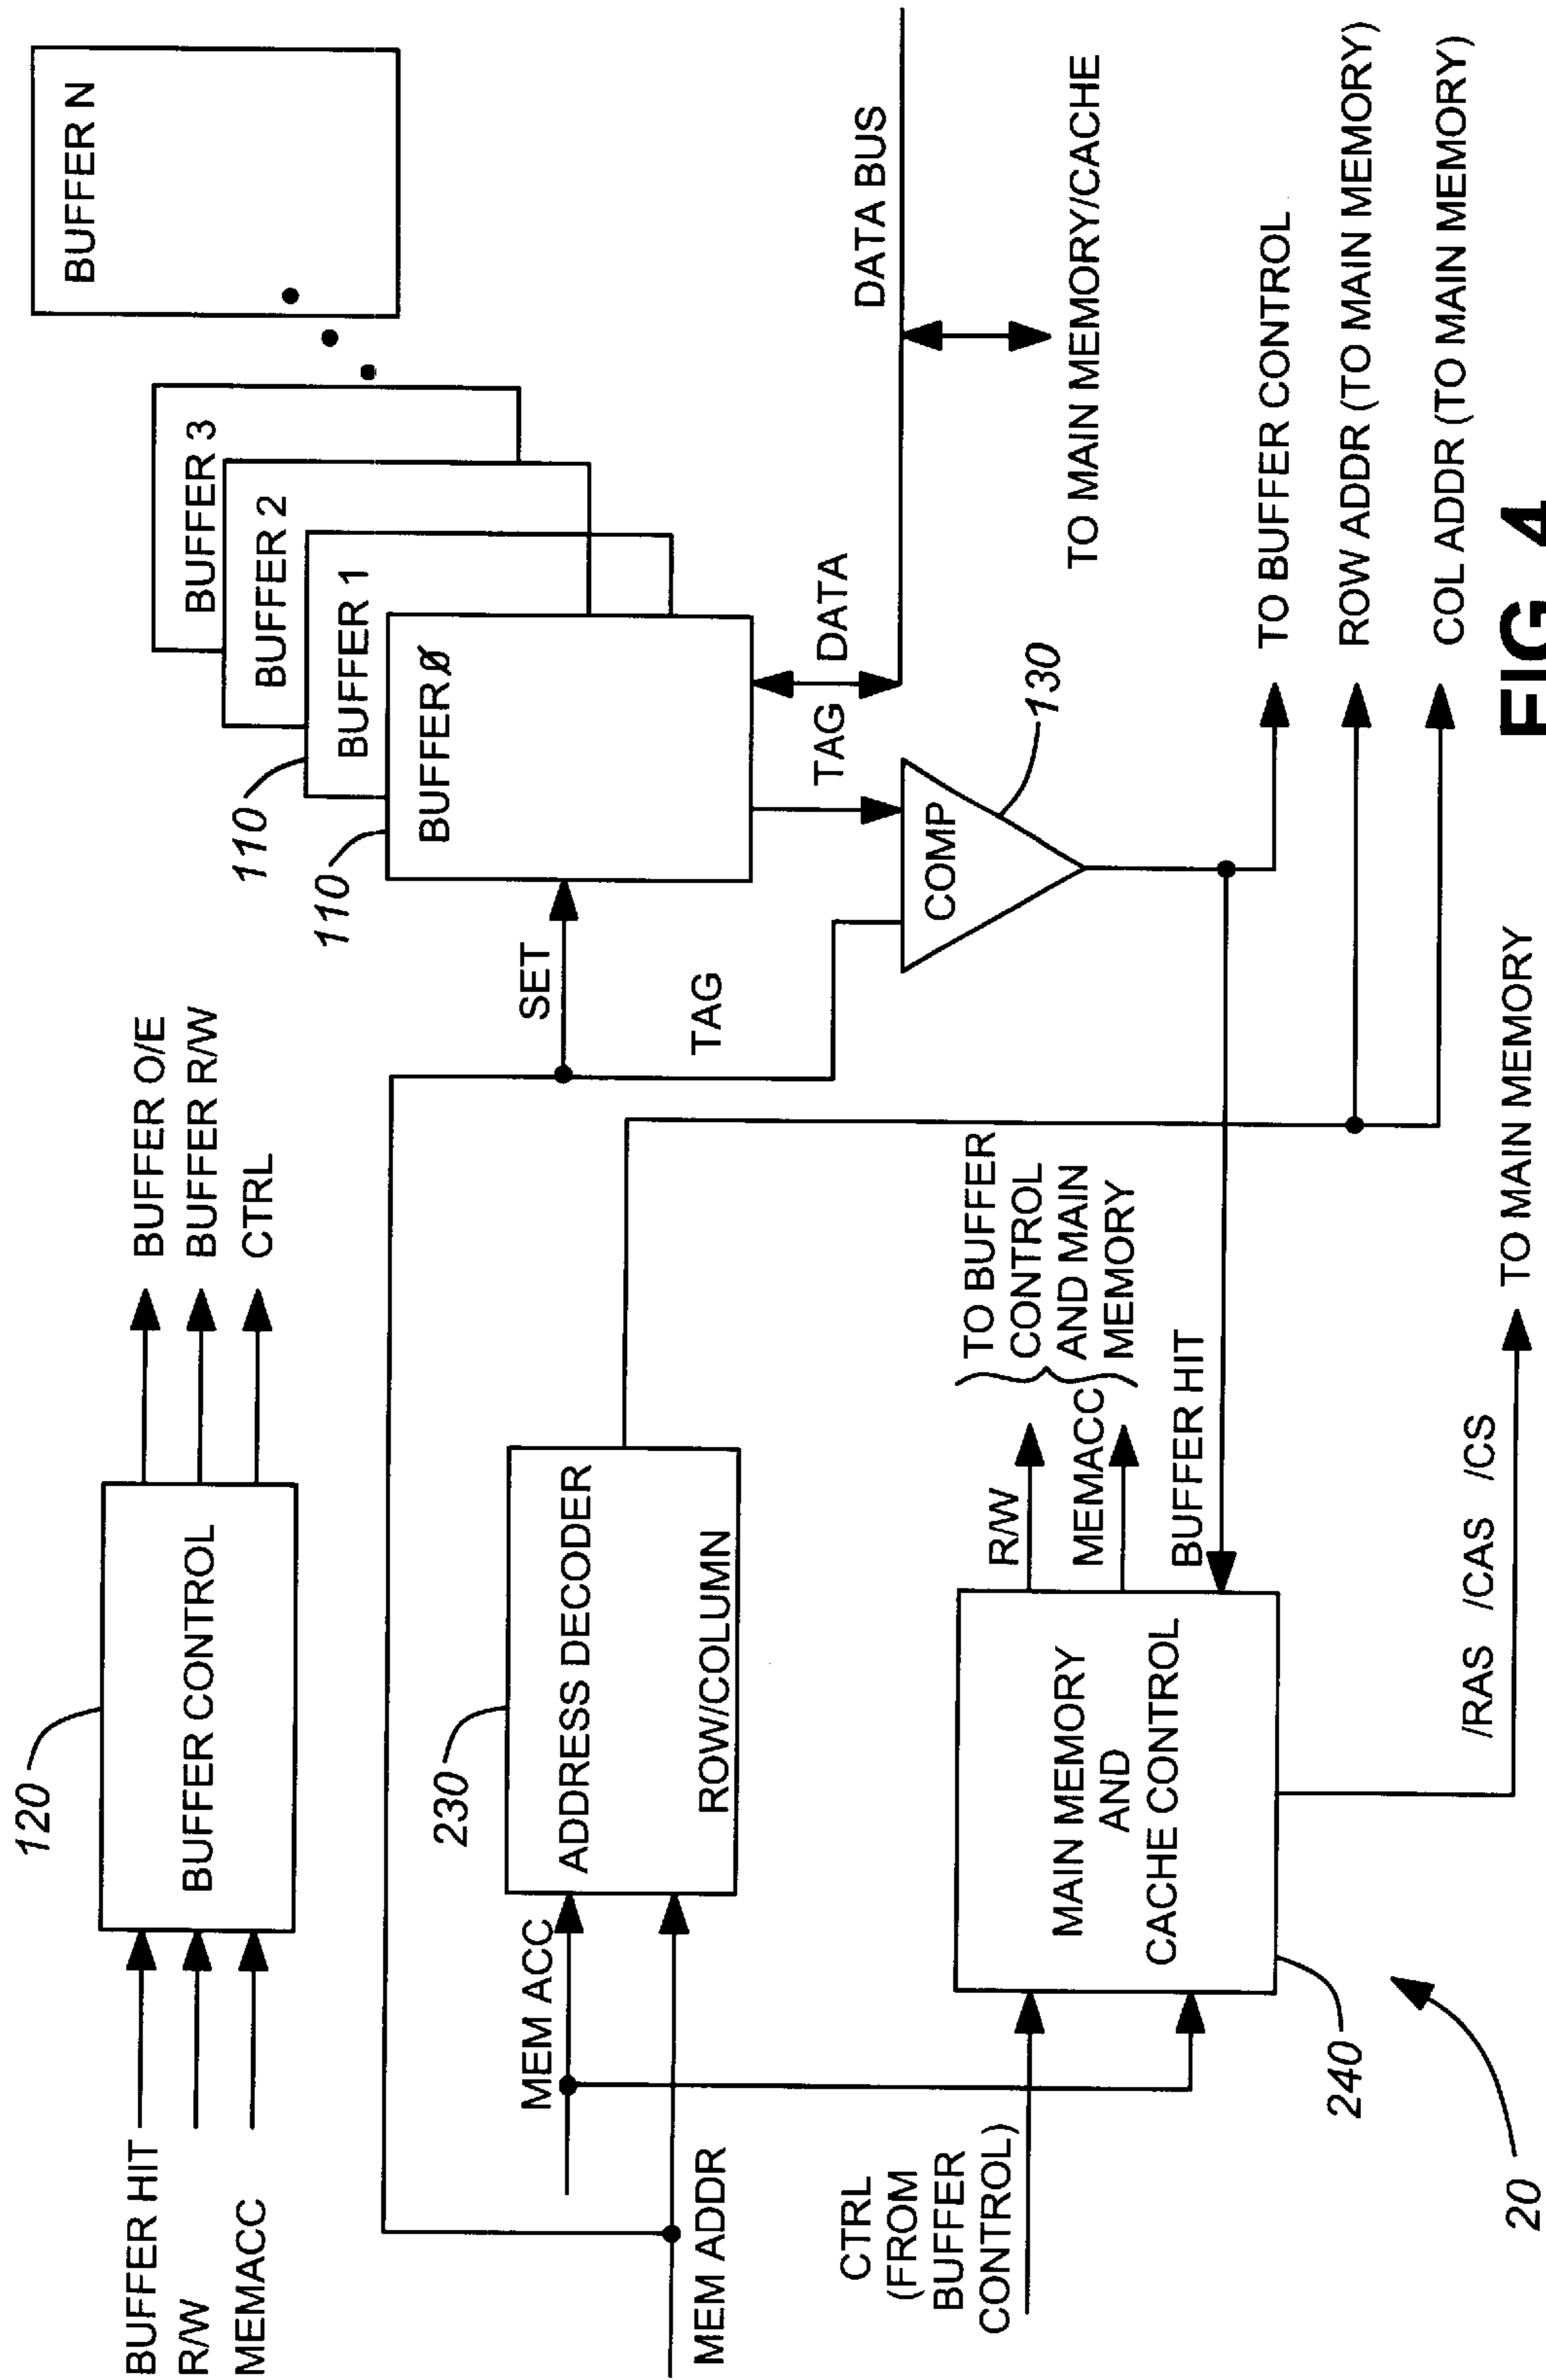 120
BUFFER HIT
R/W
MEMACC
BUFFER CONTROL
BUFFER O/E
BUFFER R/W
CTRL
BUFFER N
BUFFER 3
BUFFER 2
BUFFER 1
BUFFER Ø
110
110
SET
TAG
TAG
DATA
DATA BUS
TO MAIN MEMORY/CACHE
COMP
130
230
MEM ACC
MEM ADDR
ADDRESS DECODER
ROW/COLUMN
CTRL
(FROM
BUFFER
CONTROL)
MAIN MEMORY
AND
CACHE CONTROL
240
R/W
MEMACC
TO BUFFER
CONTROL
AND MAIN
MEMORY
BUFFER HIT
/RAS /CAS /CS
TO MAIN MEMORY
TO BUFFER CONTROL
ROW ADDR (TO MAIN MEMORY)
COL ADDR (TO MAIN MEMORY)
20
FIG 4